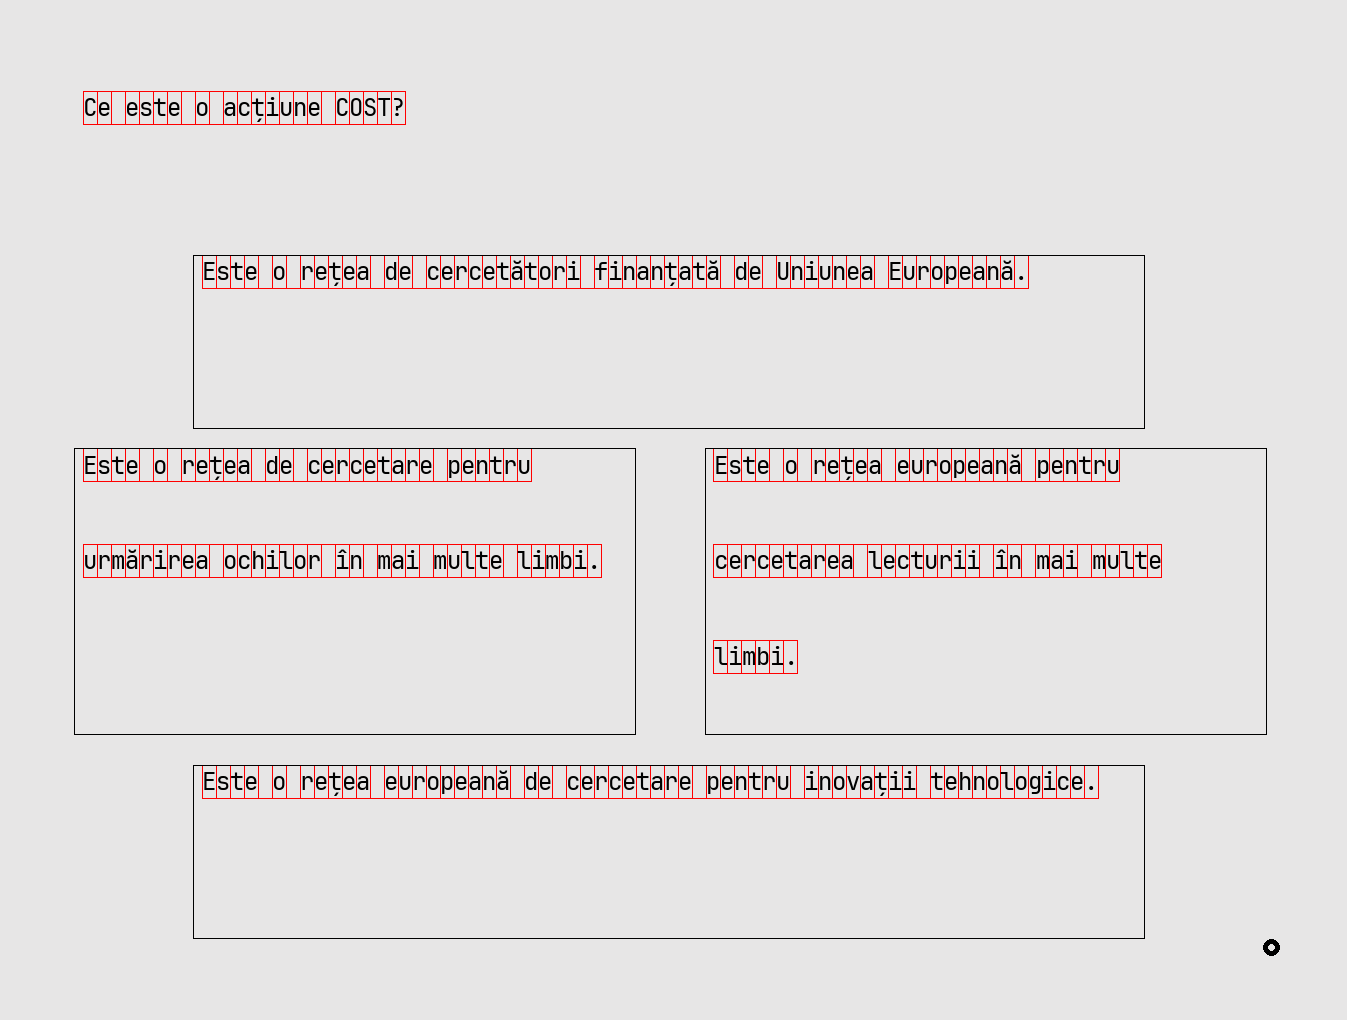 Ce este o acțiune COST?
Este o rețea de cercetători finanțată de Uniunea Europeană.
Este o rețea de cercetare pentru
urmărirea ochilor în mai multe limbi.
Este o rețea europeană pentru
cercetarea lecturii în mai multe
limbi.
Este o rețea europeană de cercetare pentru inovații tehnologice.